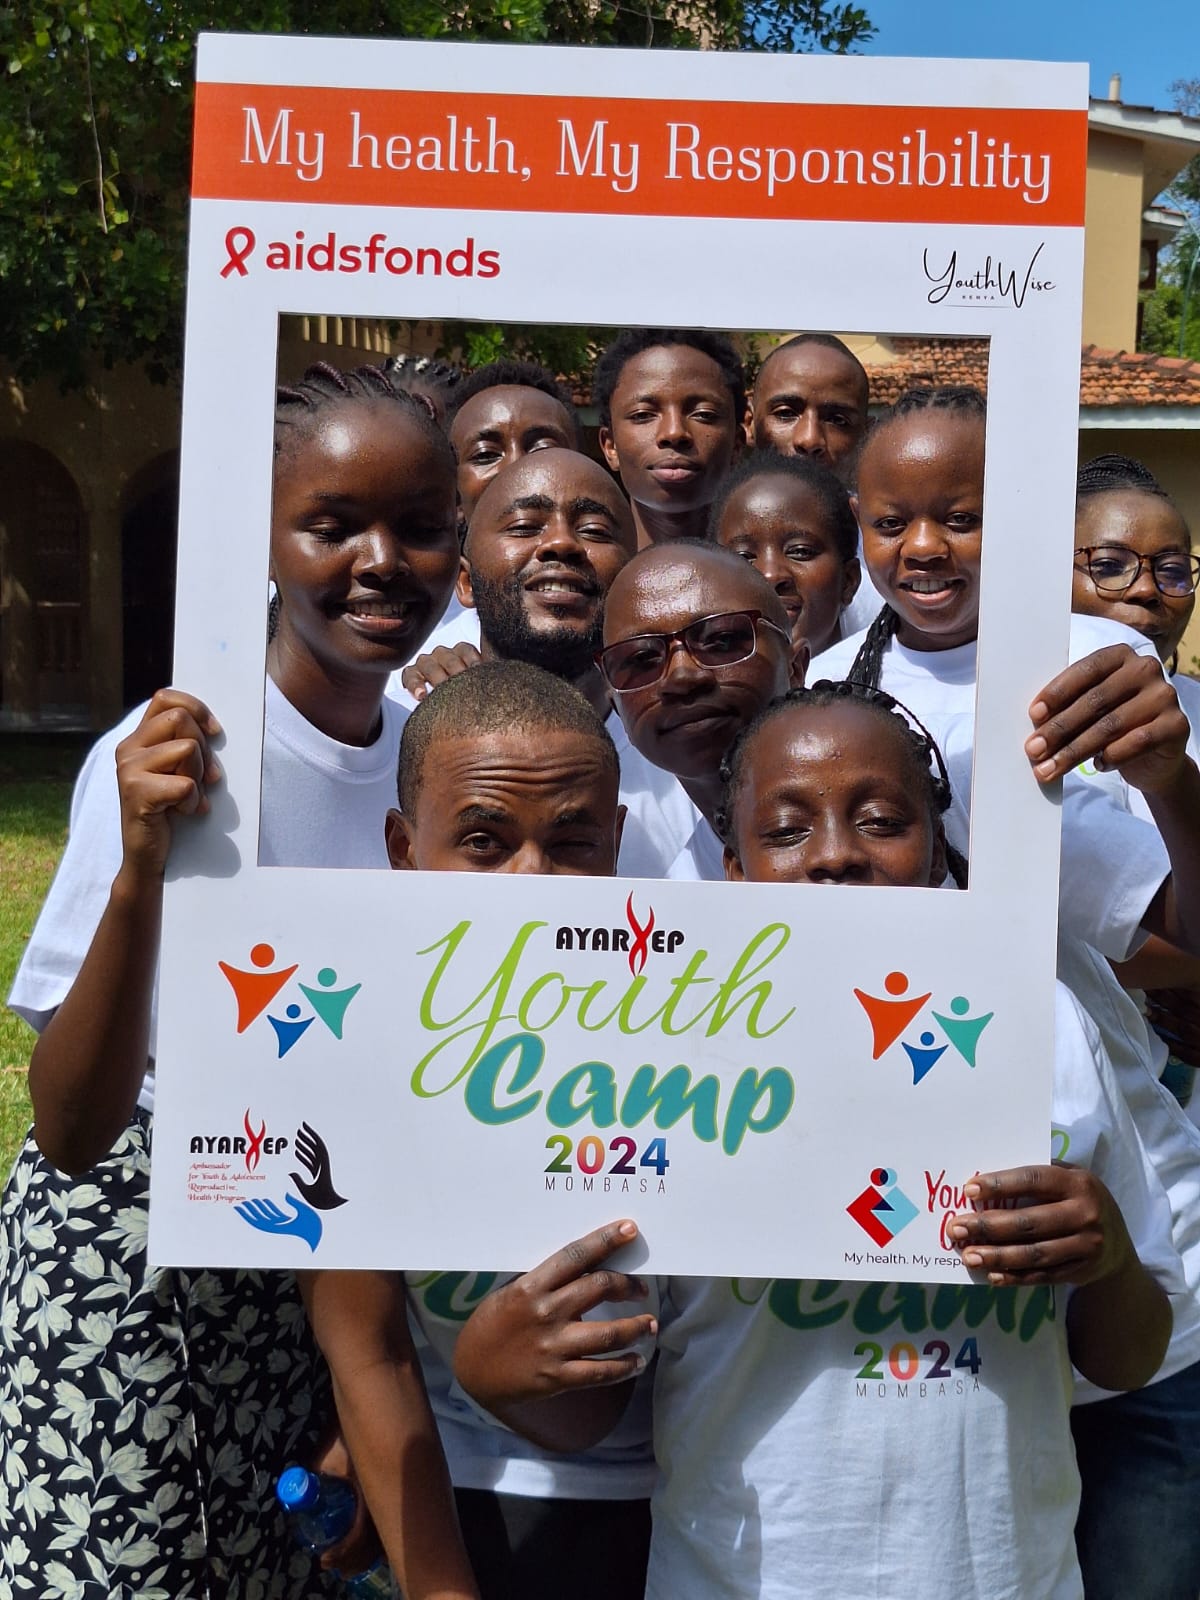 My health, My Responsibility
aidsfonds
YouthWise
KENYA
AYARHEP
Youth
Camp
2024
MOMBASA
AYARHEP
Ambassador
for Youth & Adolescent
Reproductive
Health Program
My health. My
Camp
2024
MOMBASA